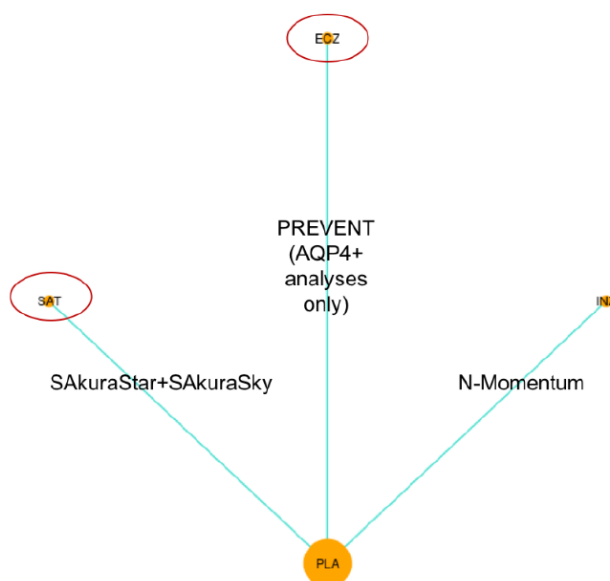 ECZ
PREVENT
(AQP4+
analyses
only)
SAT
SAkuraStar+SAkuraSky
N-Momentum
PLA